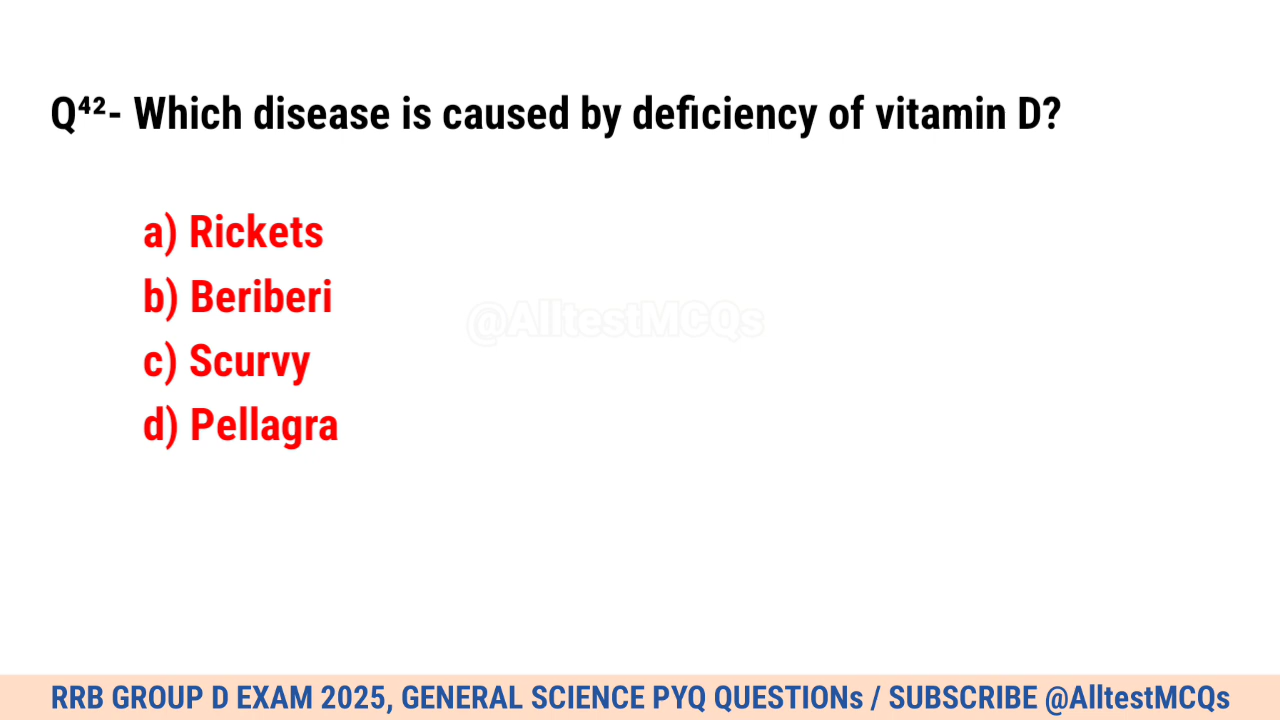 Q⁴²- Which disease is caused by deficiency of vitamin D?
a) Rickets
b) Beriberi
@AlltestMCQs
c) Scurvy
d) Pellagra
RRB GROUP D EXAM 2025, GENERAL SCIENCE PYQ QUESTIONs / SUBSCRIBE @AlltestMCQs